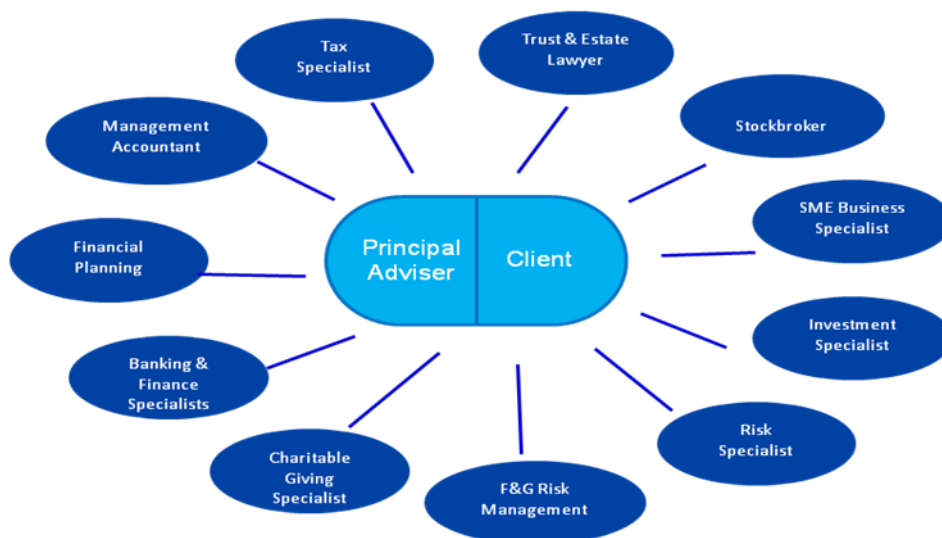 Tax
Specialist
Trust & Estate
Lawyer
Management
Accountant
Stockbroker
SME Business
Specialist
Principal
Adviser
Client
Financial
Planning
Investment
Specialist
Banking &
Finance
Specialists
Risk
Specialist
Charitable
Giving
Specialist
F&G Risk
Management